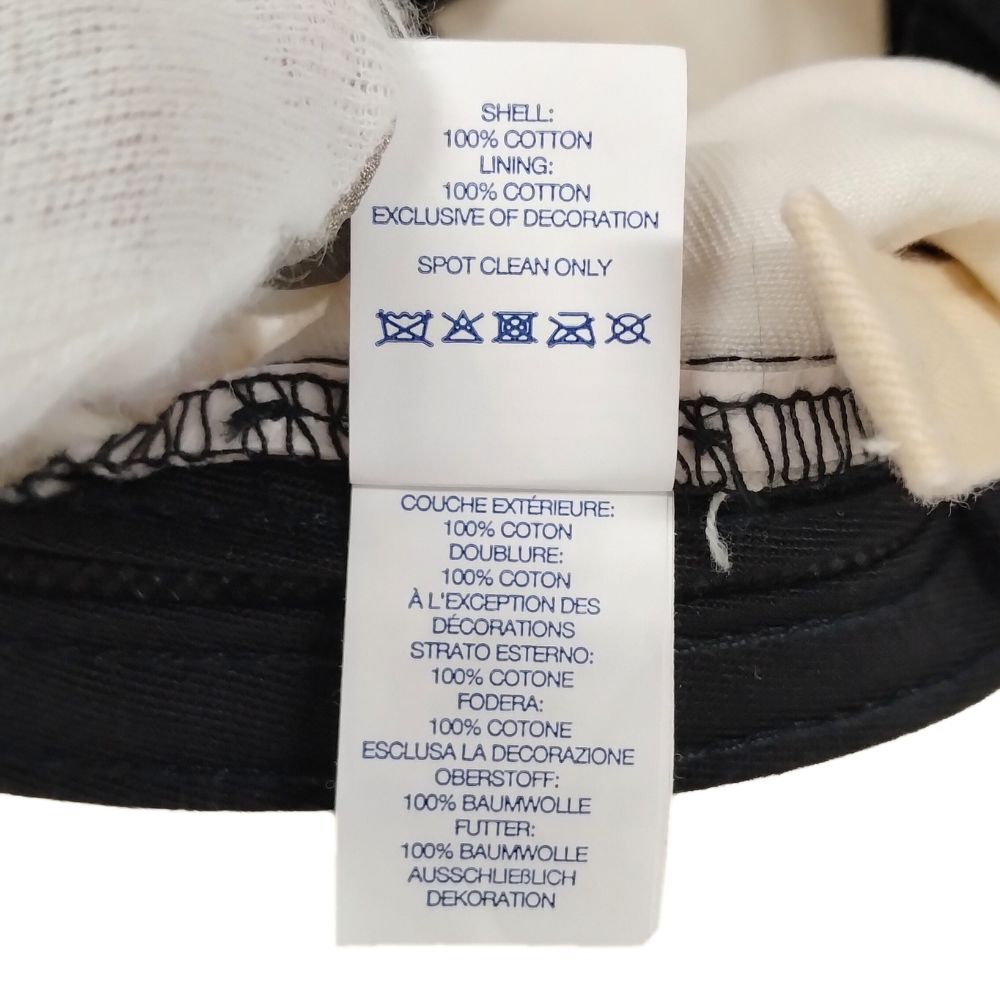 SHELL:
100% COTTON
LINING:
100% COTTON
EXCLUSIVE OF DECORATION
SPOT CLEAN ONLY
COUCHE EXTÉRIEURE:
100% COTON
DOUBLURE:
100% COTON
À L'EXCEPTION DES
DÉCORATIONS
STRATO ESTERNO:
100% COTONE
FODERA:
100% COTONE
ESCLUSA LA DECORAZIONE
OBERSTOFF:
100% BAUMWOLLE
FUTTER:
100% BAUMWOLLE
AUSSCHLIEßLICH
DEKORATION